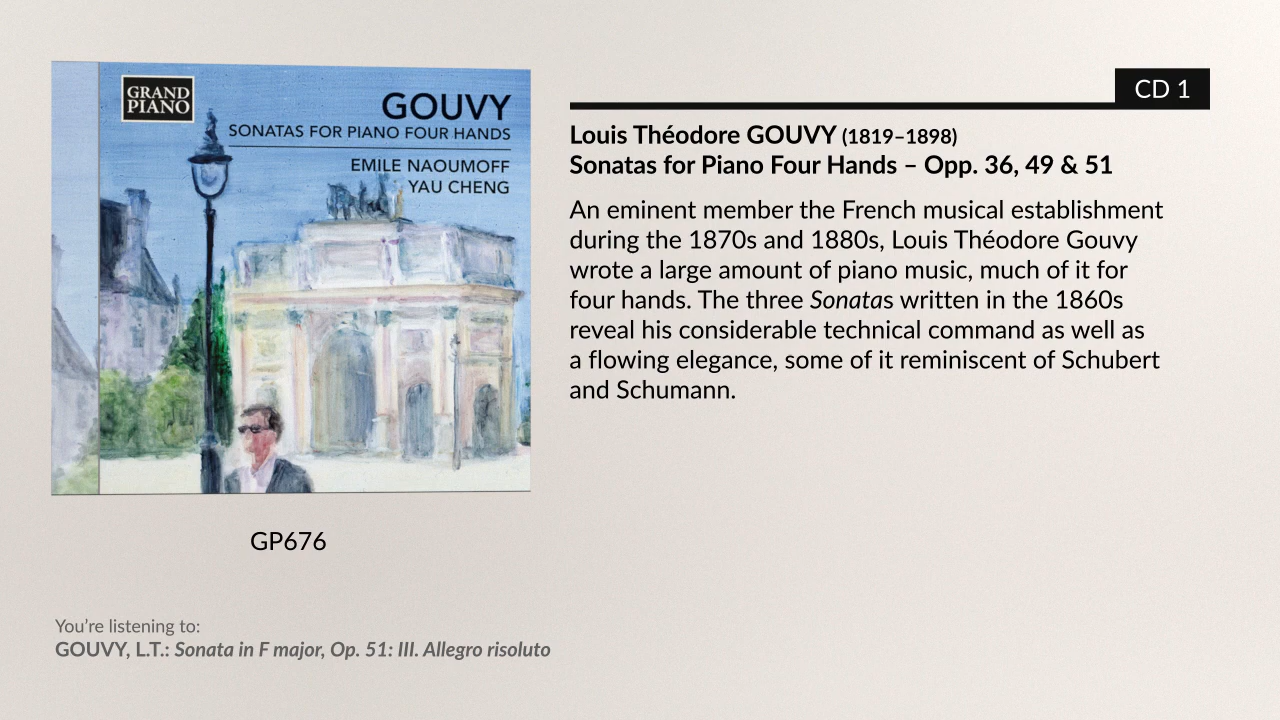 GRAND
PIANO
GOUVY
SONATAS FOR PIANO FOUR HANDS
EMILE NAOUMOFF
YAU CHENG
GP676
CD 1
Louis Théodore GOUVY (1819–1898)
Sonatas for Piano Four Hands – Opp. 36, 49 & 51
An eminent member the French musical establishment
during the 1870s and 1880s, Louis Théodore Gouvy
wrote a large amount of piano music, much of it for
four hands. The three Sonatas written in the 1860s
reveal his considerable technical command as well as
a flowing elegance, some of it reminiscent of Schubert
and Schumann.
You’re listening to:
GOUVY, L.T.: Sonata in F major, Op. 51: III. Allegro risoluto